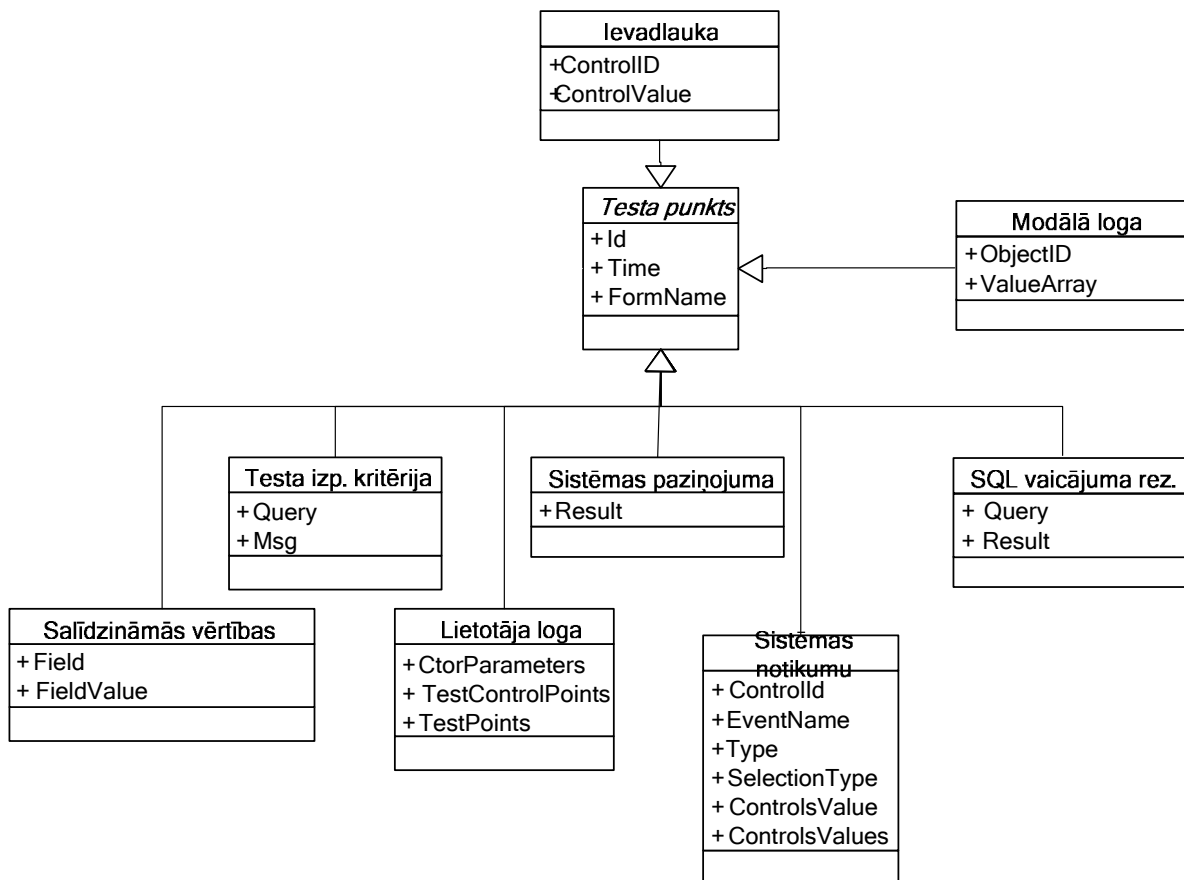 Ievadlauka
+ControlID
+ControlValue
Testa punkts
+Id
+Time
+FormName
Modālā loga
+ObjectID
+ValueArray
Testa izp. kritērija
+Query
+Msg
Sistēmas paziņojuma
+Result
SQL vaicājuma rez.
+ Query
+ Result
Salīdzināmās vērtības
+Field
+ FieldValue
Lietotāja loga
+CtorParameters
+ TestControlPoints
+TestPoints
Sistēmas
notikumu
+ ControlId
+EventName
+Type
+SelectionType
+ ControlsValue
+ ControlsValues